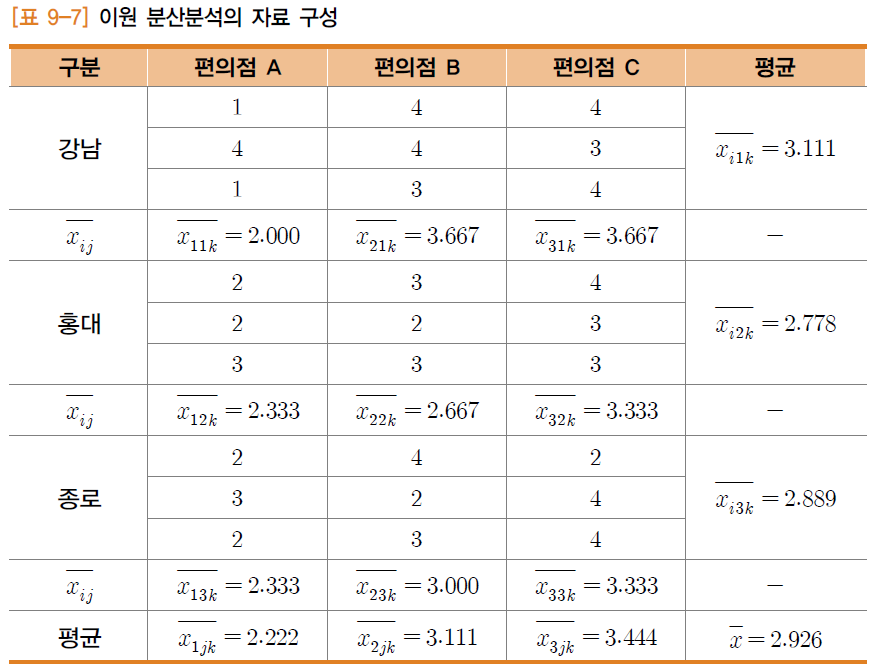 [표 9-7] 이원 분산분석의 자료 구성
구분 편의점 A 편의점 B 편의점 C 평균
강남 1 4 4 $\overline{x_{i1k}} = 3.111$
4 4 3
1 3 4
$\overline{x_{ij}}$ $\overline{x_{11k}} = 2.000$ $\overline{x_{21k}} = 3.667$ $\overline{x_{31k}} = 3.667$ −
홍대 2 3 4 $\overline{x_{i2k}} = 2.778$
2 2 3
3 3 3
$\overline{x_{ij}}$ $\overline{x_{12k}} = 2.333$ $\overline{x_{22k}} = 2.667$ $\overline{x_{32k}} = 3.333$ −
종로 2 4 2 $\overline{x_{i3k}} = 2.889$
3 2 4
2 3 4
$\overline{x_{ij}}$ $\overline{x_{13k}} = 2.333$ $\overline{x_{23k}} = 3.000$ $\overline{x_{33k}} = 3.333$ −
평균 $\overline{x_{1jk}} = 2.222$ $\overline{x_{2jk}} = 3.111$ $\overline{x_{3jk}} = 3.444$ $\overline{x} = 2.926$